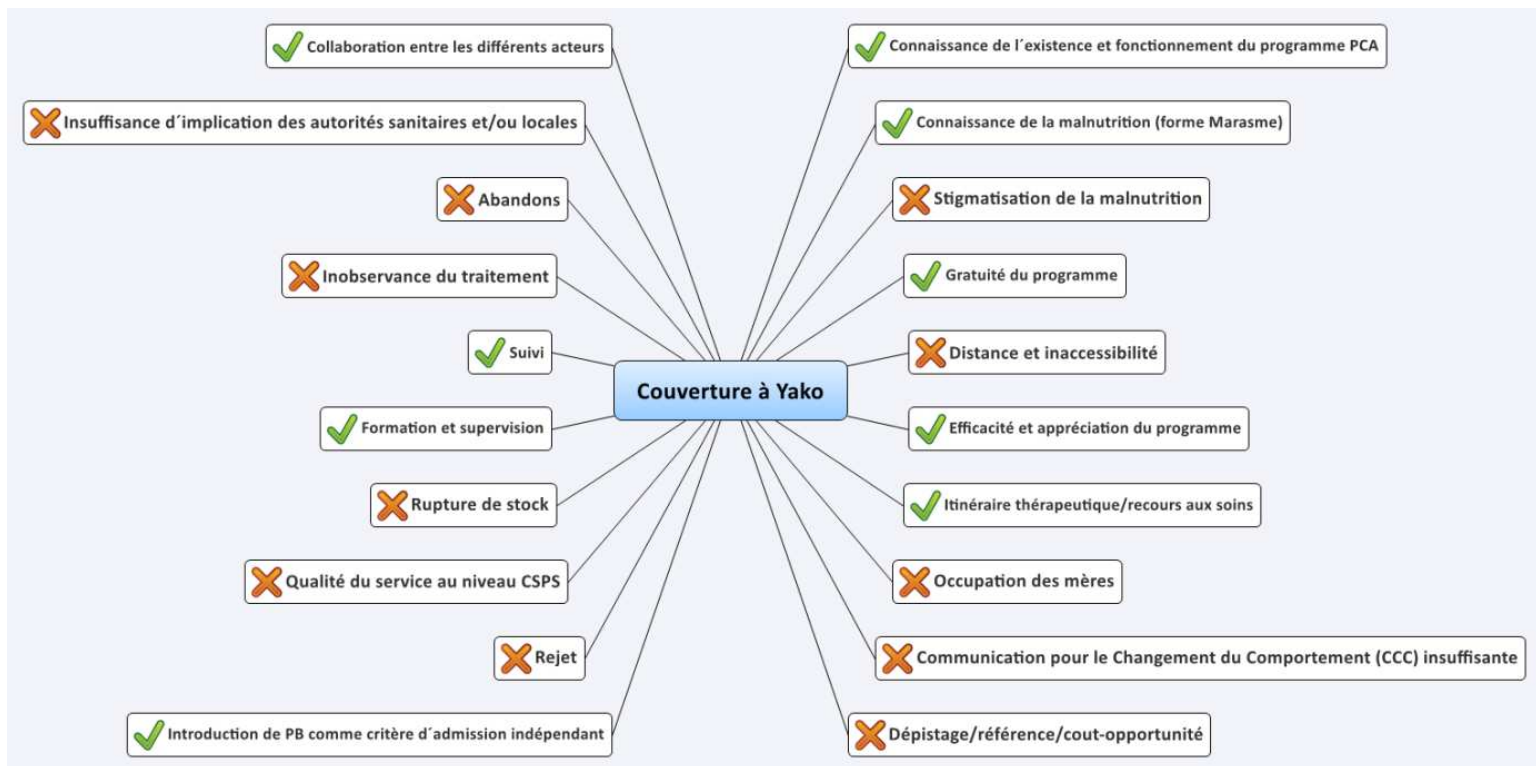 Collaboration entre les différents acteurs
Insuffisance d´implication des autorités sanitaires et/ou locales
Abandons
Inobservance du traitement
Suivi
Formation et supervision
Rupture de stock
Qualité du service au niveau CSPS
Rejet
Introduction de PB comme critère d´admission indépendant
Couverture à Yako
Connaissance de l´existence et fonctionnement du programme PCA
Connaissance de la malnutrition (forme Marasme)
Stigmatisation de la malnutrition
Gratuité du programme
Distance et inaccessibilité
Efficacité et appréciation du programme
Itinéraire thérapeutique/recours aux soins
Occupation des mères
Communication pour le Changement du Comportement (CCC) insuffisante
Dépistage/référence/cout-opportunité